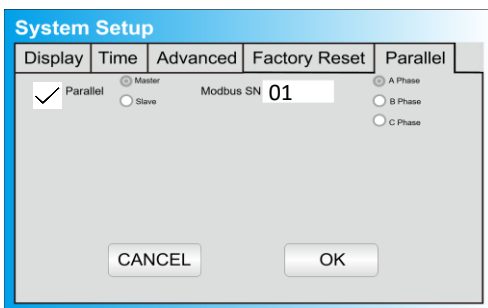 System Setup
Display Time Advanced Factory Reset Parallel
Parallel Master Modbus SN 01 A Phase
Slave B Phase
C Phase
CANCEL OK